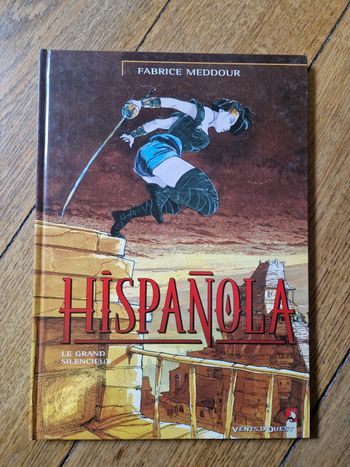 FABRICE MEDDOUR
HISPAÑOLA
LE GRAND
SILENCIEUX
VENTS D'OUEST